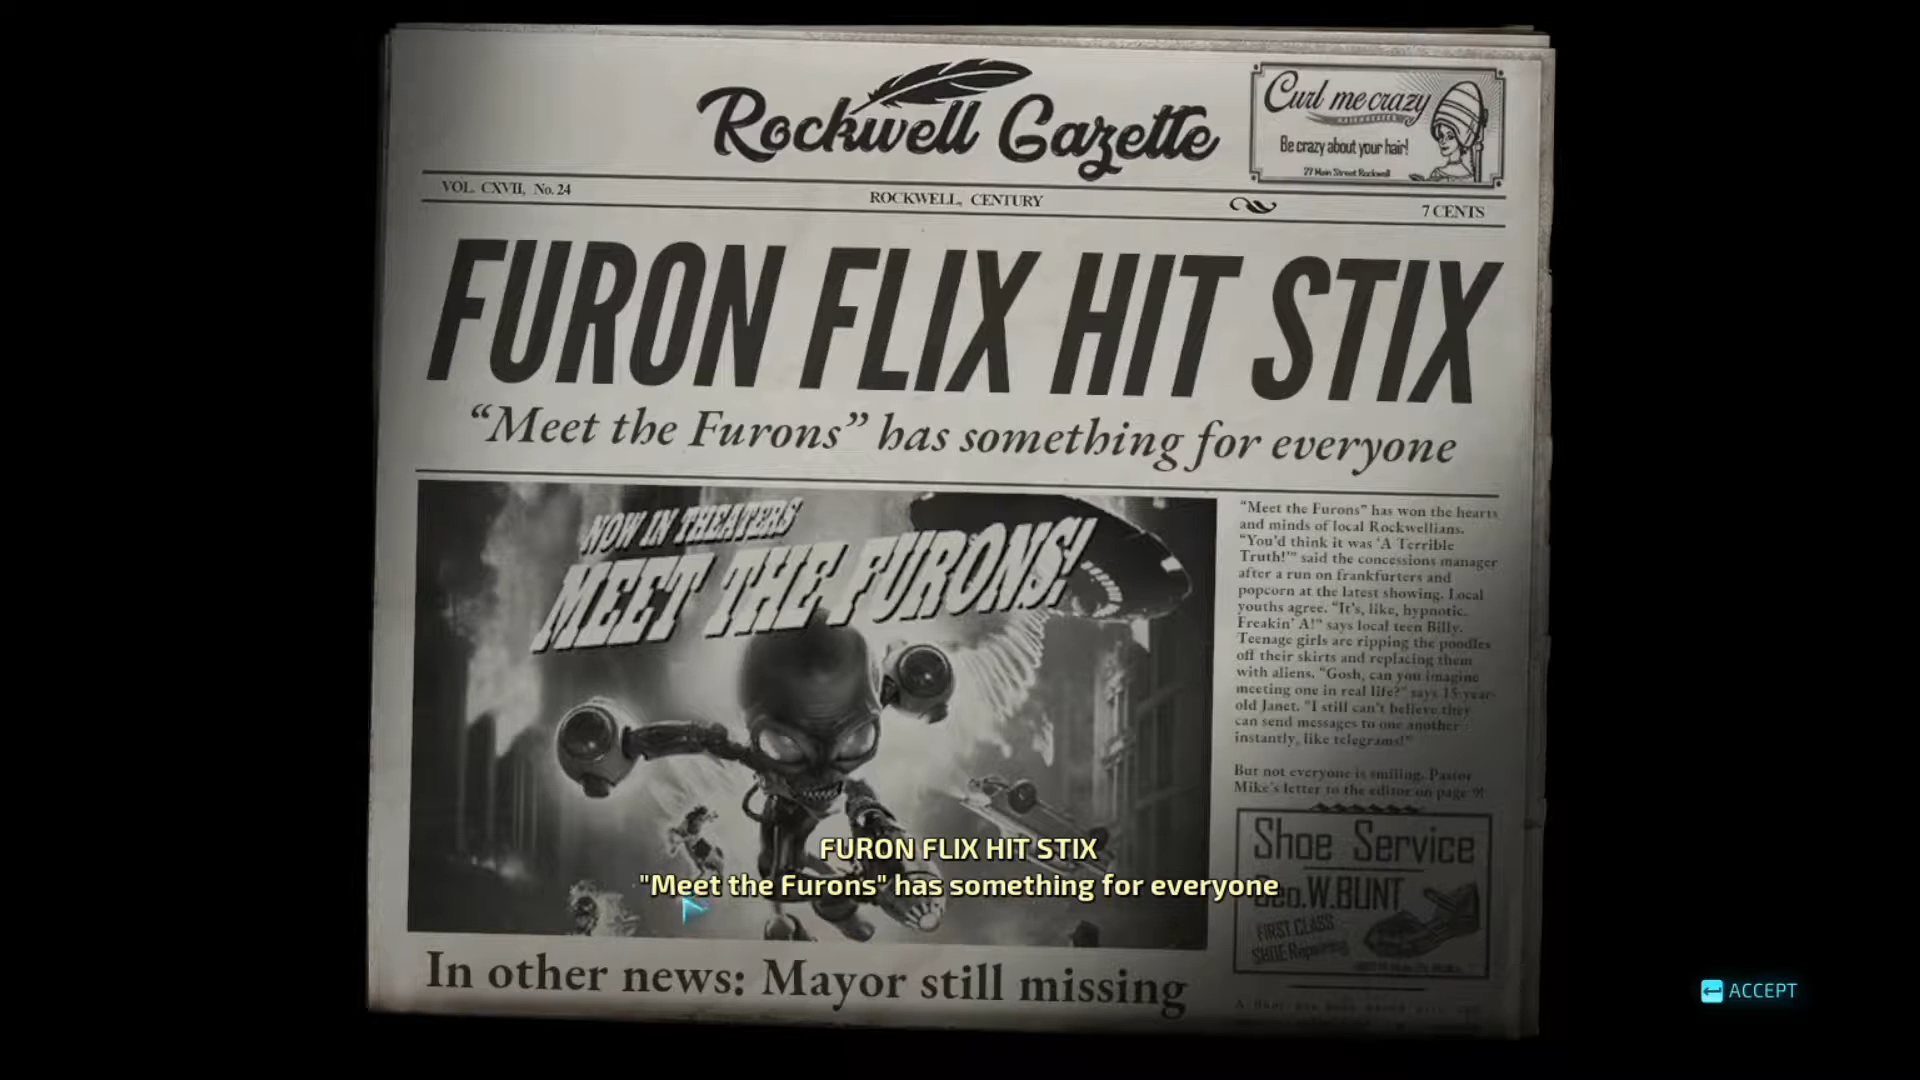 Rockwell Gazette
Curl me crazy
HAIRDRESSER
Be crazy about your hair!
27 Main Street Rockwell
VOL. CXVII, No. 24
ROCKWELL, CENTURY
7 CENTS
FURON FLIX HIT STIX
“Meet the Furons” has something for everyone
NOW IN THEATERS
MEET THE FURONS!
"Meet the Furons" has won the hearts
and minds of local Rockwellians.
"You'd think it was 'A Terrible
Truth!'" said the concessions manager
after a run on frankfurters and
popcorn at the latest showing. Local
youths agree. "It's, like, hypnotic.
Freakin' A!" says local teen Billy.
Teenage girls are ripping the poodles
off their skirts and replacing them
with aliens. "Gosh, can you imagine
meeting one in real life?" says 15-year-
old Janet. "I still can't believe they
can send messages to one another
instantly, like telegrams!"
But not everyone is smiling. Pastor
Mike's letter to the editor on page 9!
Shoe Service
Geo. W. BUNT
FIRST CLASS
SHOE Repairing
FURON FLIX HIT STIX
"Meet the Furons" has something for everyone
In other news: Mayor still missing
ACCEPT